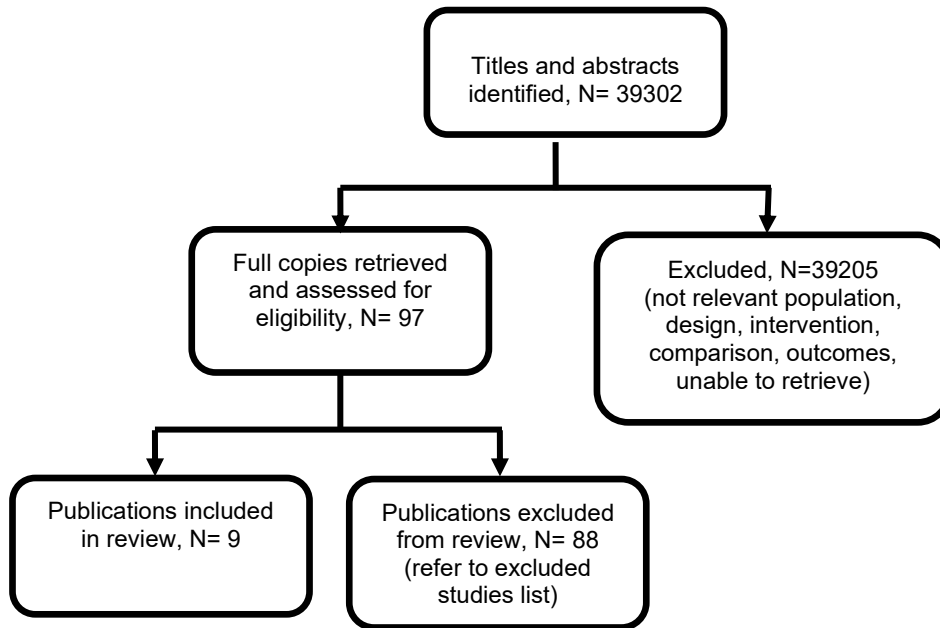 Titles and abstracts
identified, N= 39302
Full copies retrieved
and assessed for
eligibility, N= 97
Excluded, N=39205
(not relevant population,
design, intervention,
comparison, outcomes,
unable to retrieve)
Publications included
in review, N= 9
Publications excluded
from review, N= 88
(refer to excluded
studies list)